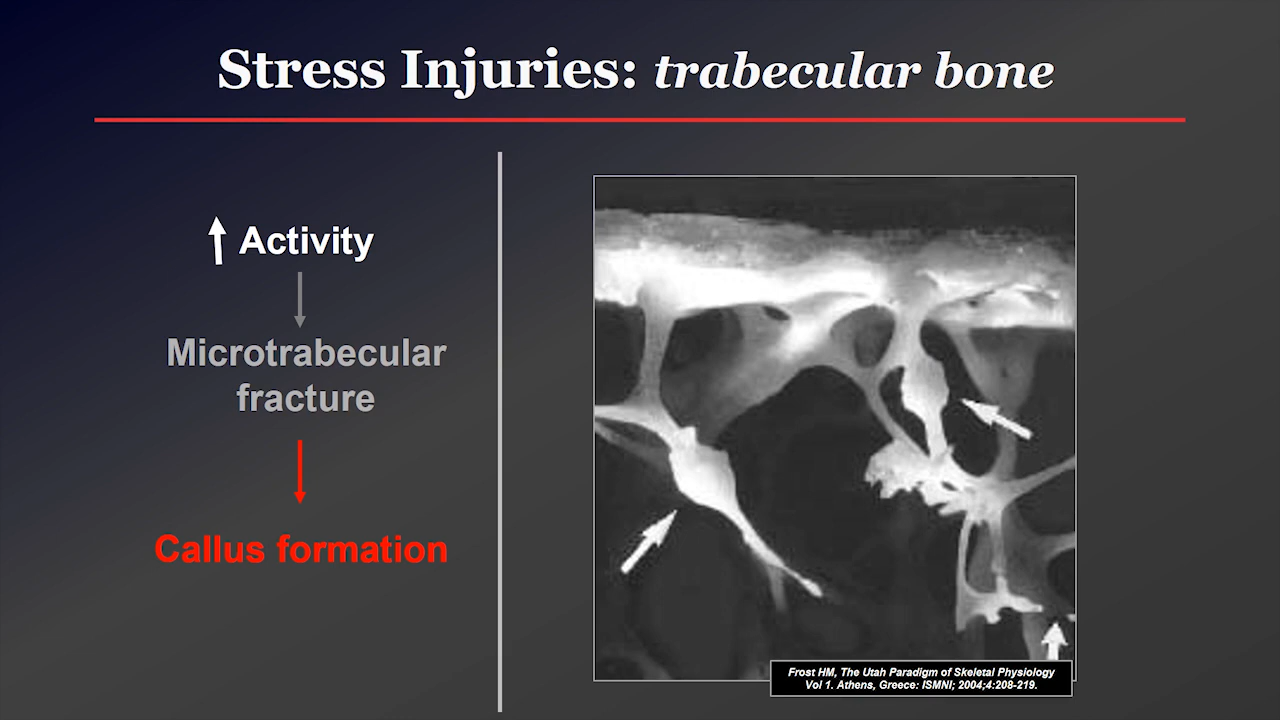 Stress Injuries: trabecular bone
Activity
Microtrabecular
fracture
Callus formation
Frost HM, The Utah Paradigm of Skeletal Physiology
Vol 1. Athens, Greece: ISMNI; 2004;4:208-219.